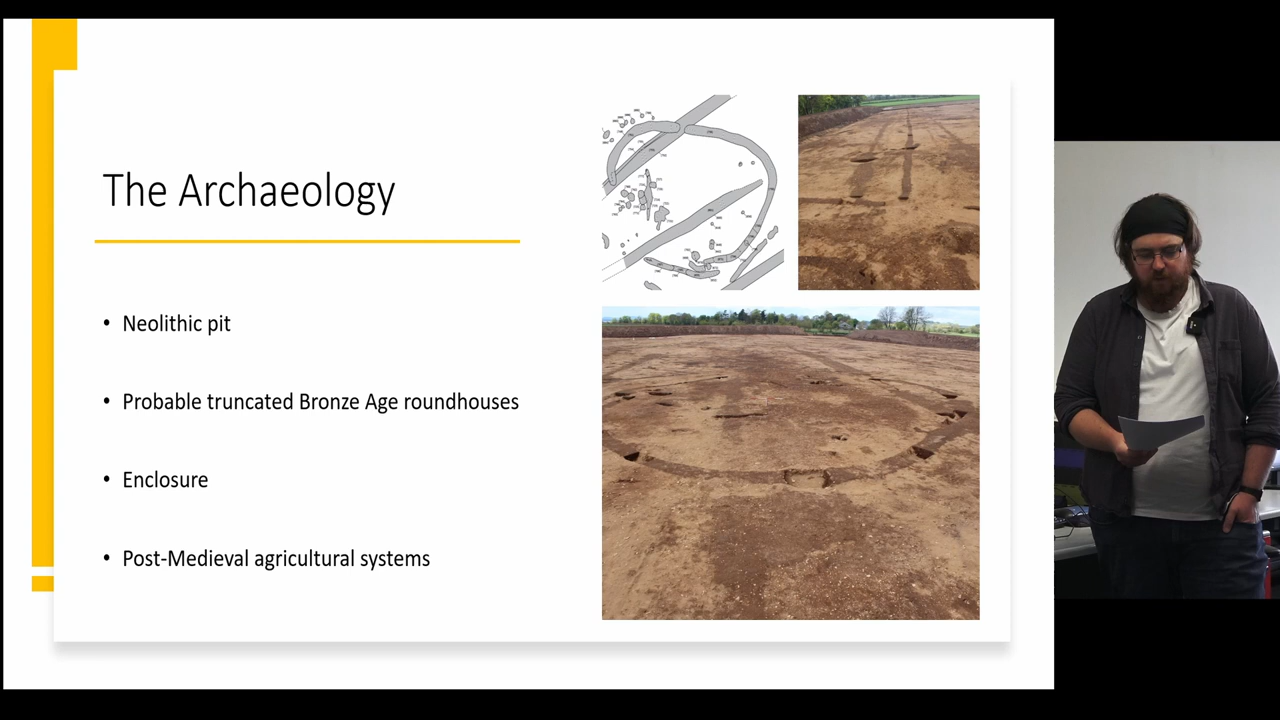 The Archaeology
• Neolithic pit
• Probable truncated Bronze Age roundhouses
• Enclosure
• Post-Medieval agricultural systems